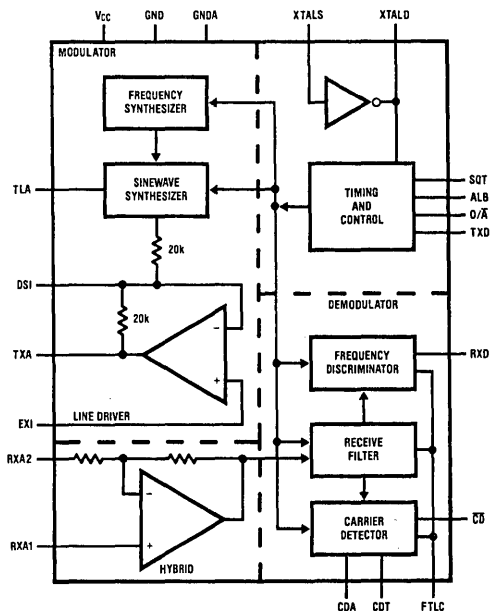 VCC GND GNDA XTALS XTALD
MODULATOR
FREQUENCY
SYNTHESIZER
TLA
SINEWAVE
SYNTHESIZER
TIMING
AND
CONTROL
SQT
ALB
O/A̅
TXD
20k
DSI
20k
DEMODULATOR
TXA
FREQUENCY
DISCRIMINATOR
RXD
EXI
LINE DRIVER
RXA2
RECEIVE
FILTER
CARRIER
DETECTOR
C̅D̅
RXA1
HYBRID
CDA CDT FTLC